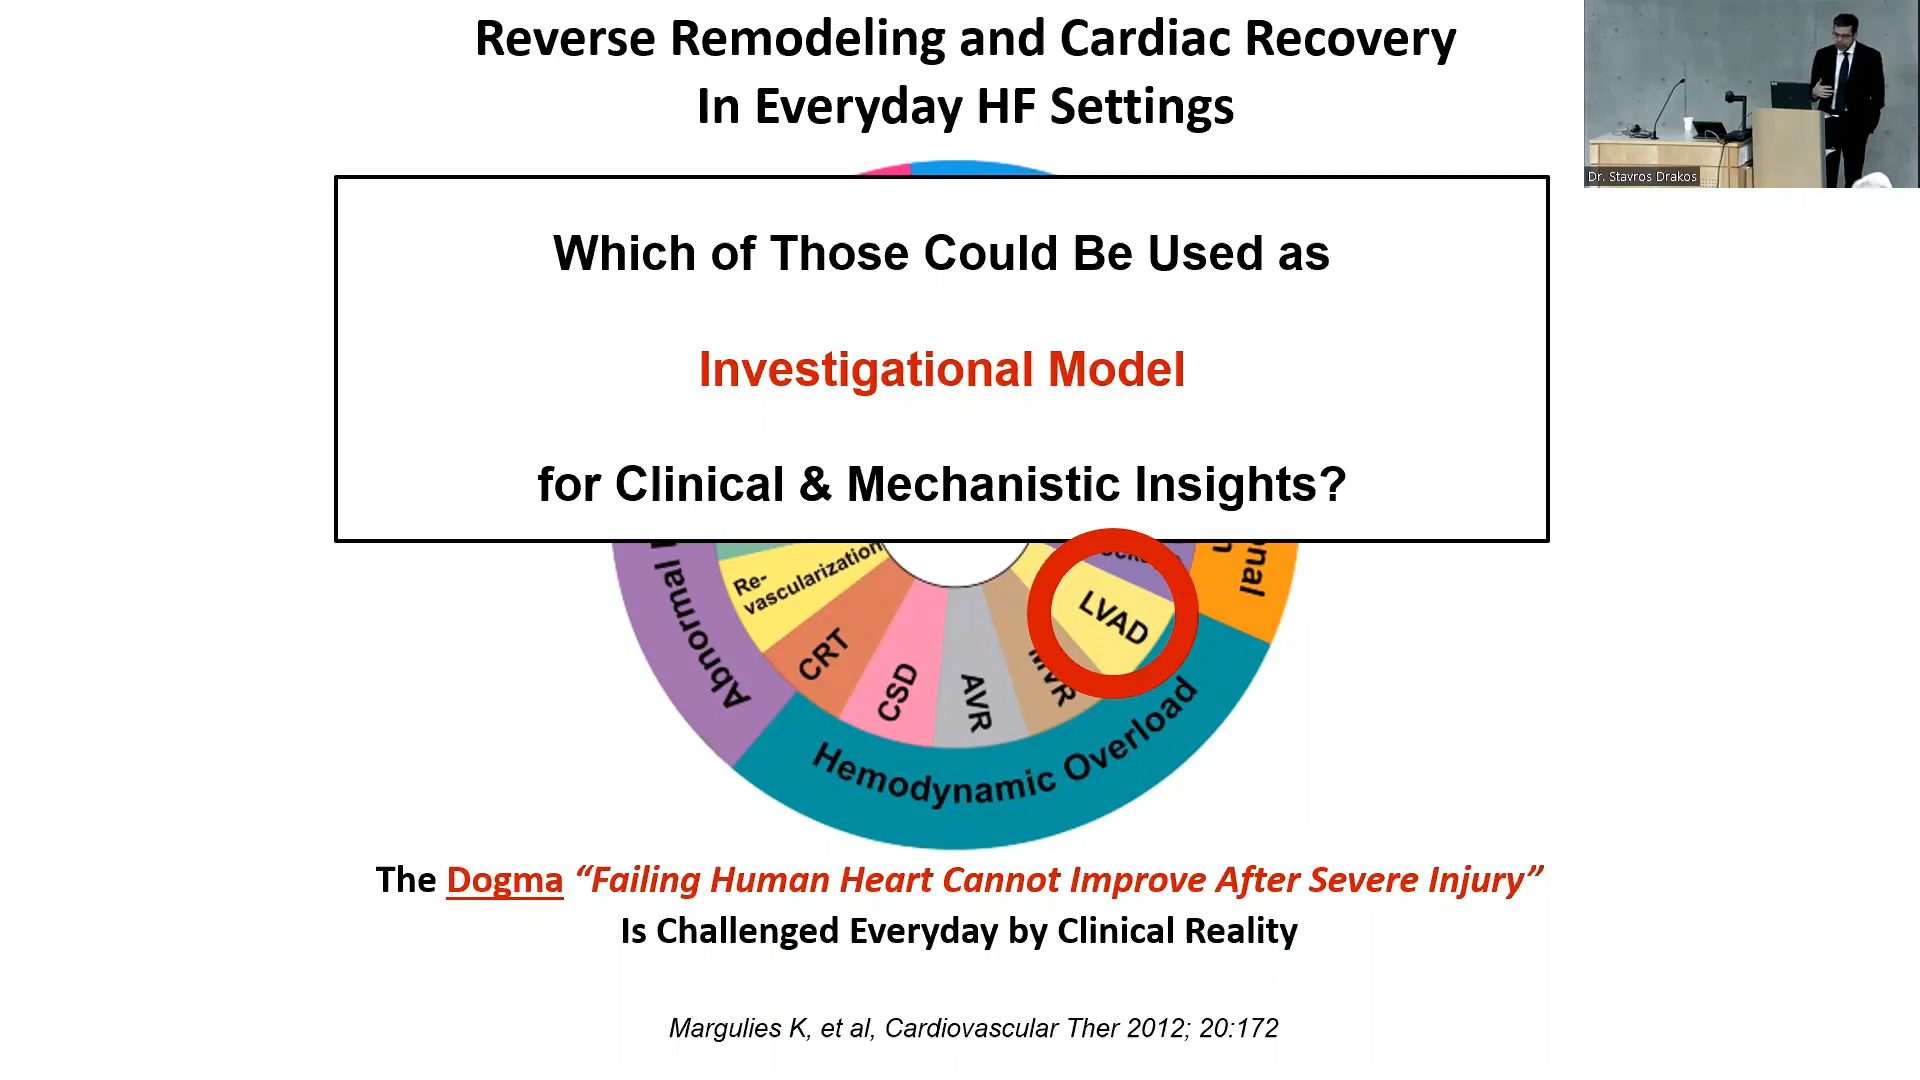 Reverse Remodeling and Cardiac Recovery
In Everyday HF Settings
Dr. Stavros Drakos
Which of Those Could Be Used as
Investigational Model
for Clinical & Mechanistic Insights?
Abnormal
Re-
vascularization
CRT
CSD
AVR
MVR
LVAD
Hemodynamic Overload
The Dogma “Failing Human Heart Cannot Improve After Severe Injury”
Is Challenged Everyday by Clinical Reality
Margulies K, et al, Cardiovascular Ther 2012; 20:172